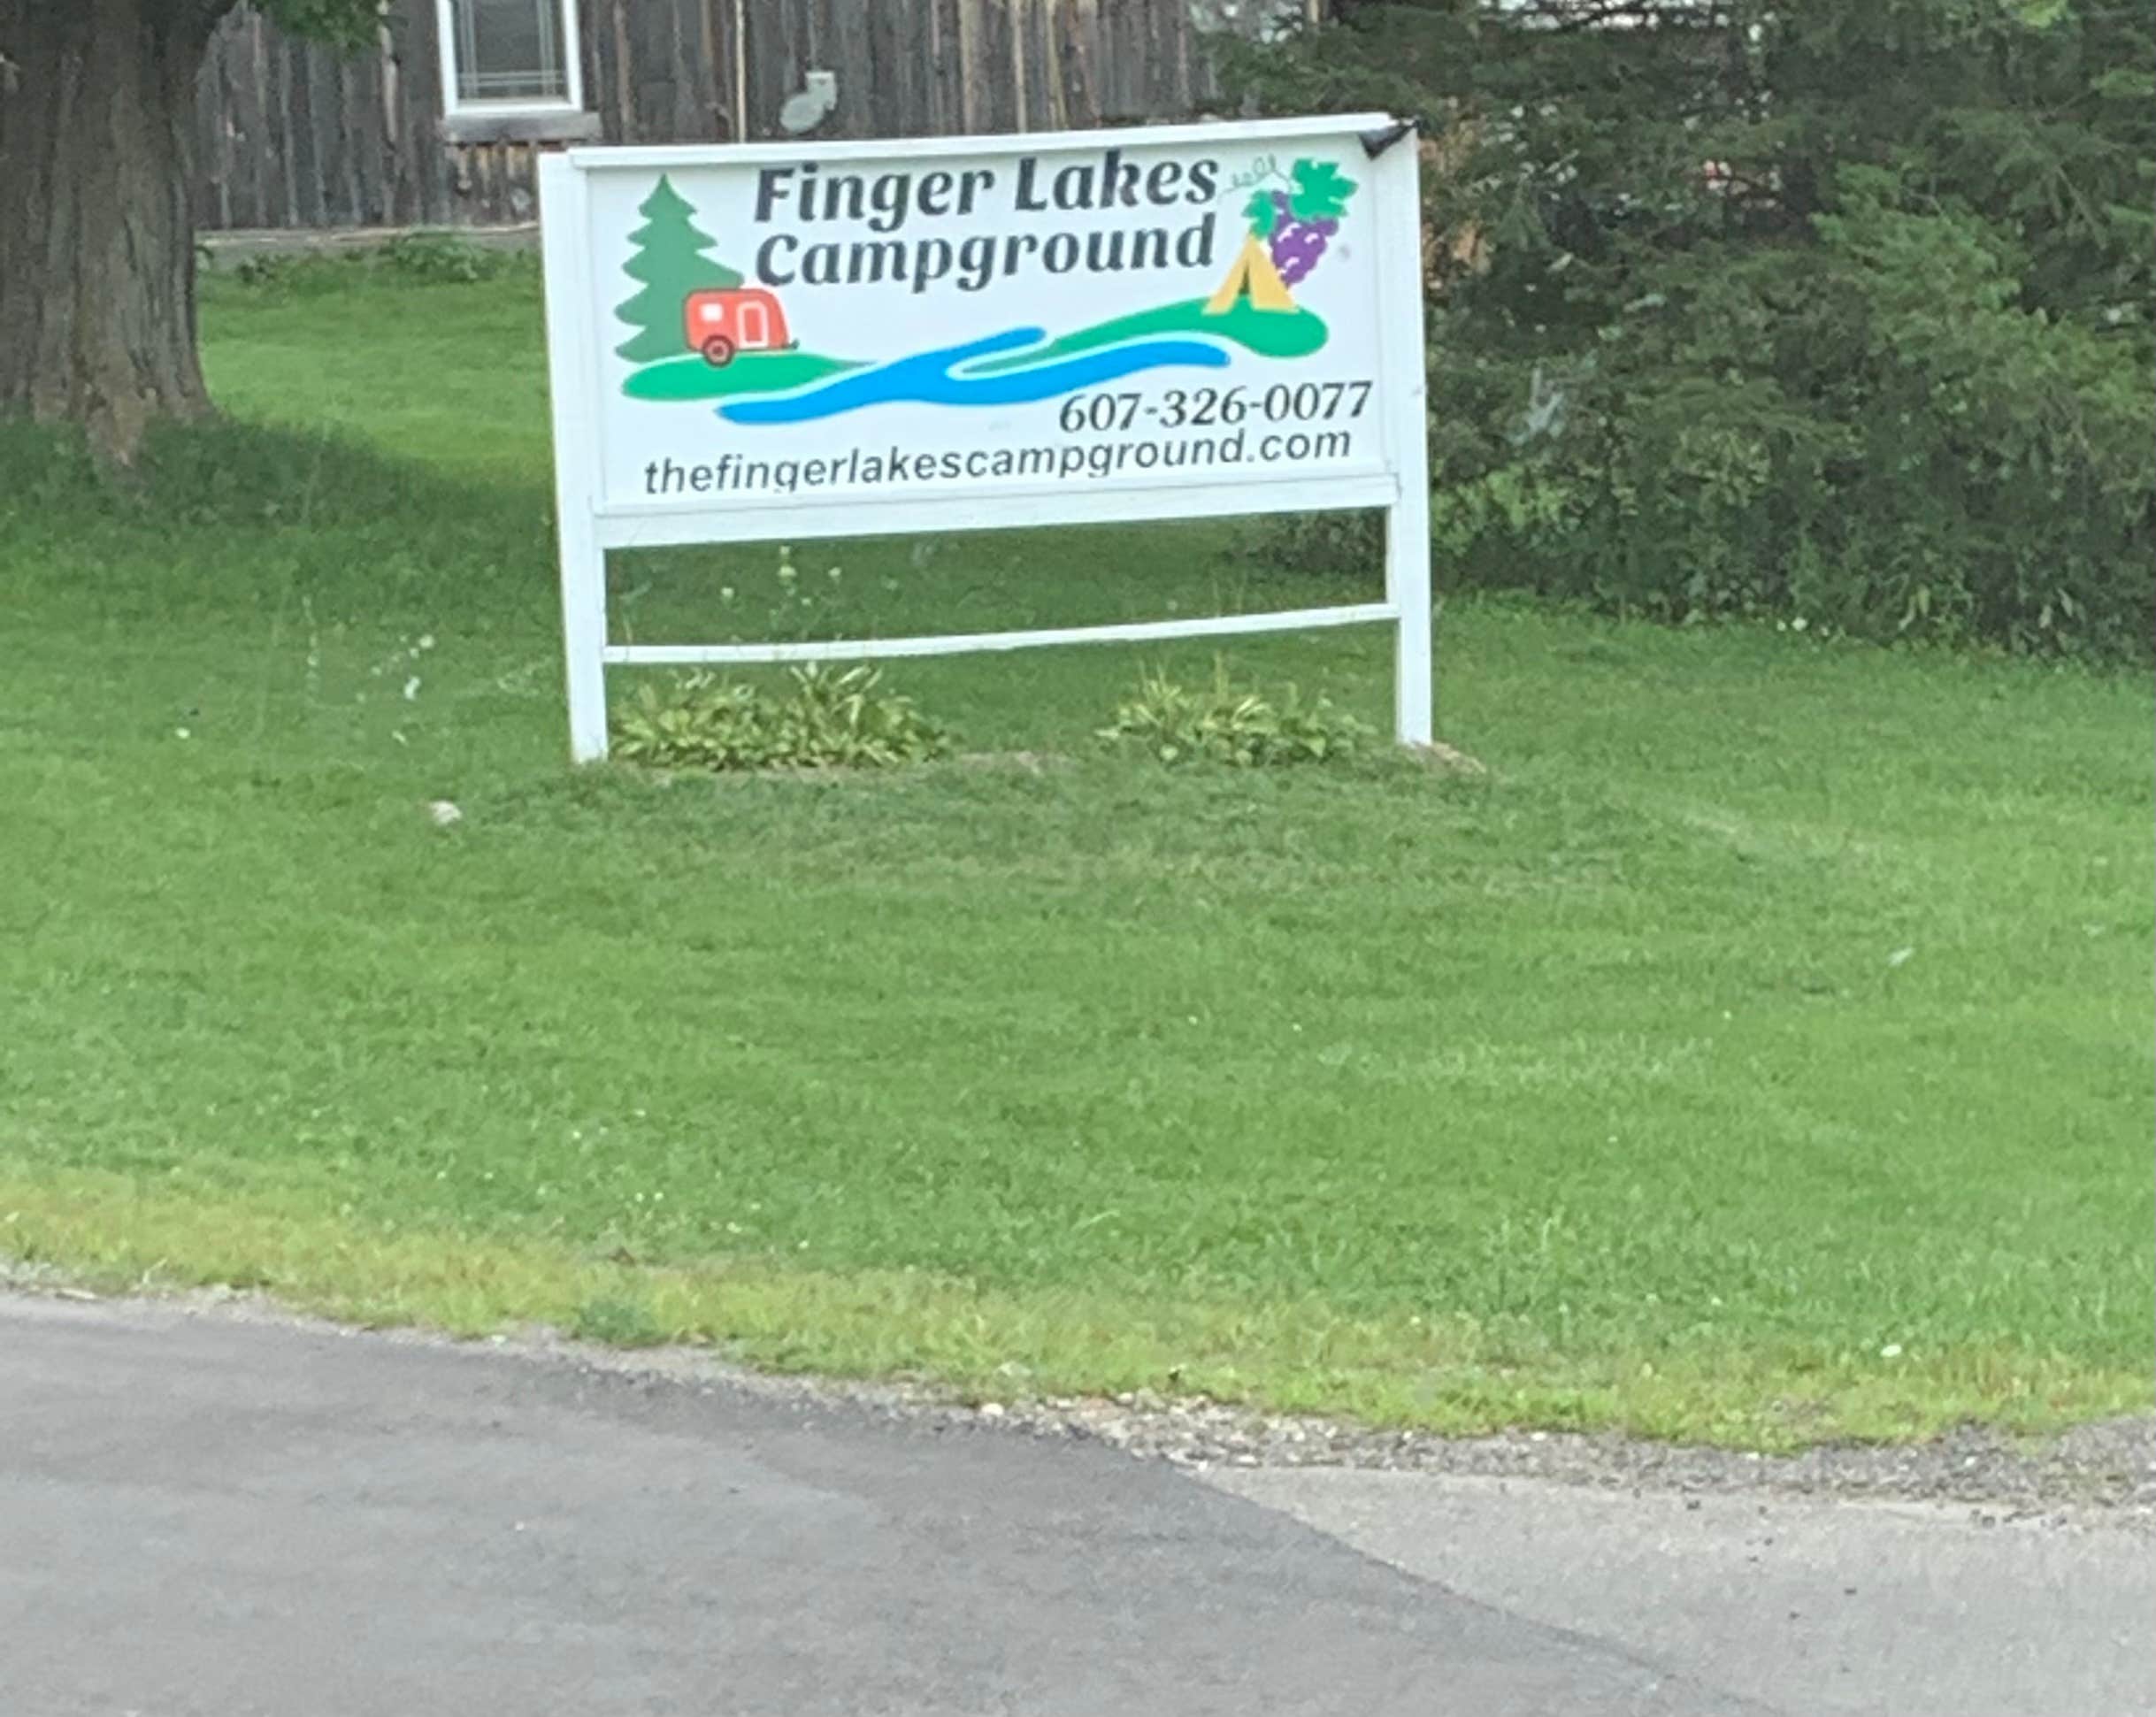 Finger Lakes
Campground
607-326-0077
thefingerlakescampground.com